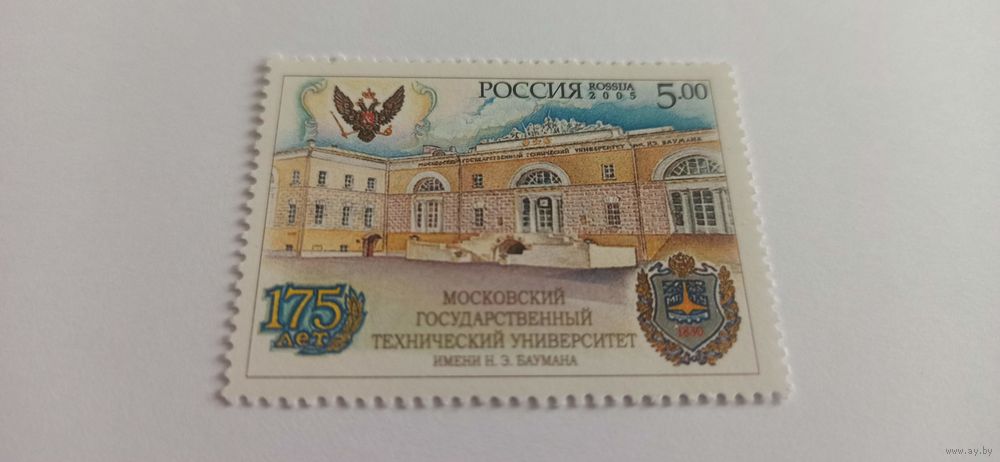 РОССИЯ ROSSIJA 2005 5.00
МОСКОВСКИЙ ГОСУДАРСТВЕННЫЙ ТЕХНИЧЕСКИЙ УНИВЕРСИТЕТ им. Н.Э. БАУМАНА
175
лет
МОСКОВСКИЙ
ГОСУДАРСТВЕННЫЙ
ТЕХНИЧЕСКИЙ УНИВЕРСИТЕТ
ИМЕНИ Н. Э. БАУМАНА
1830
www.ay.by